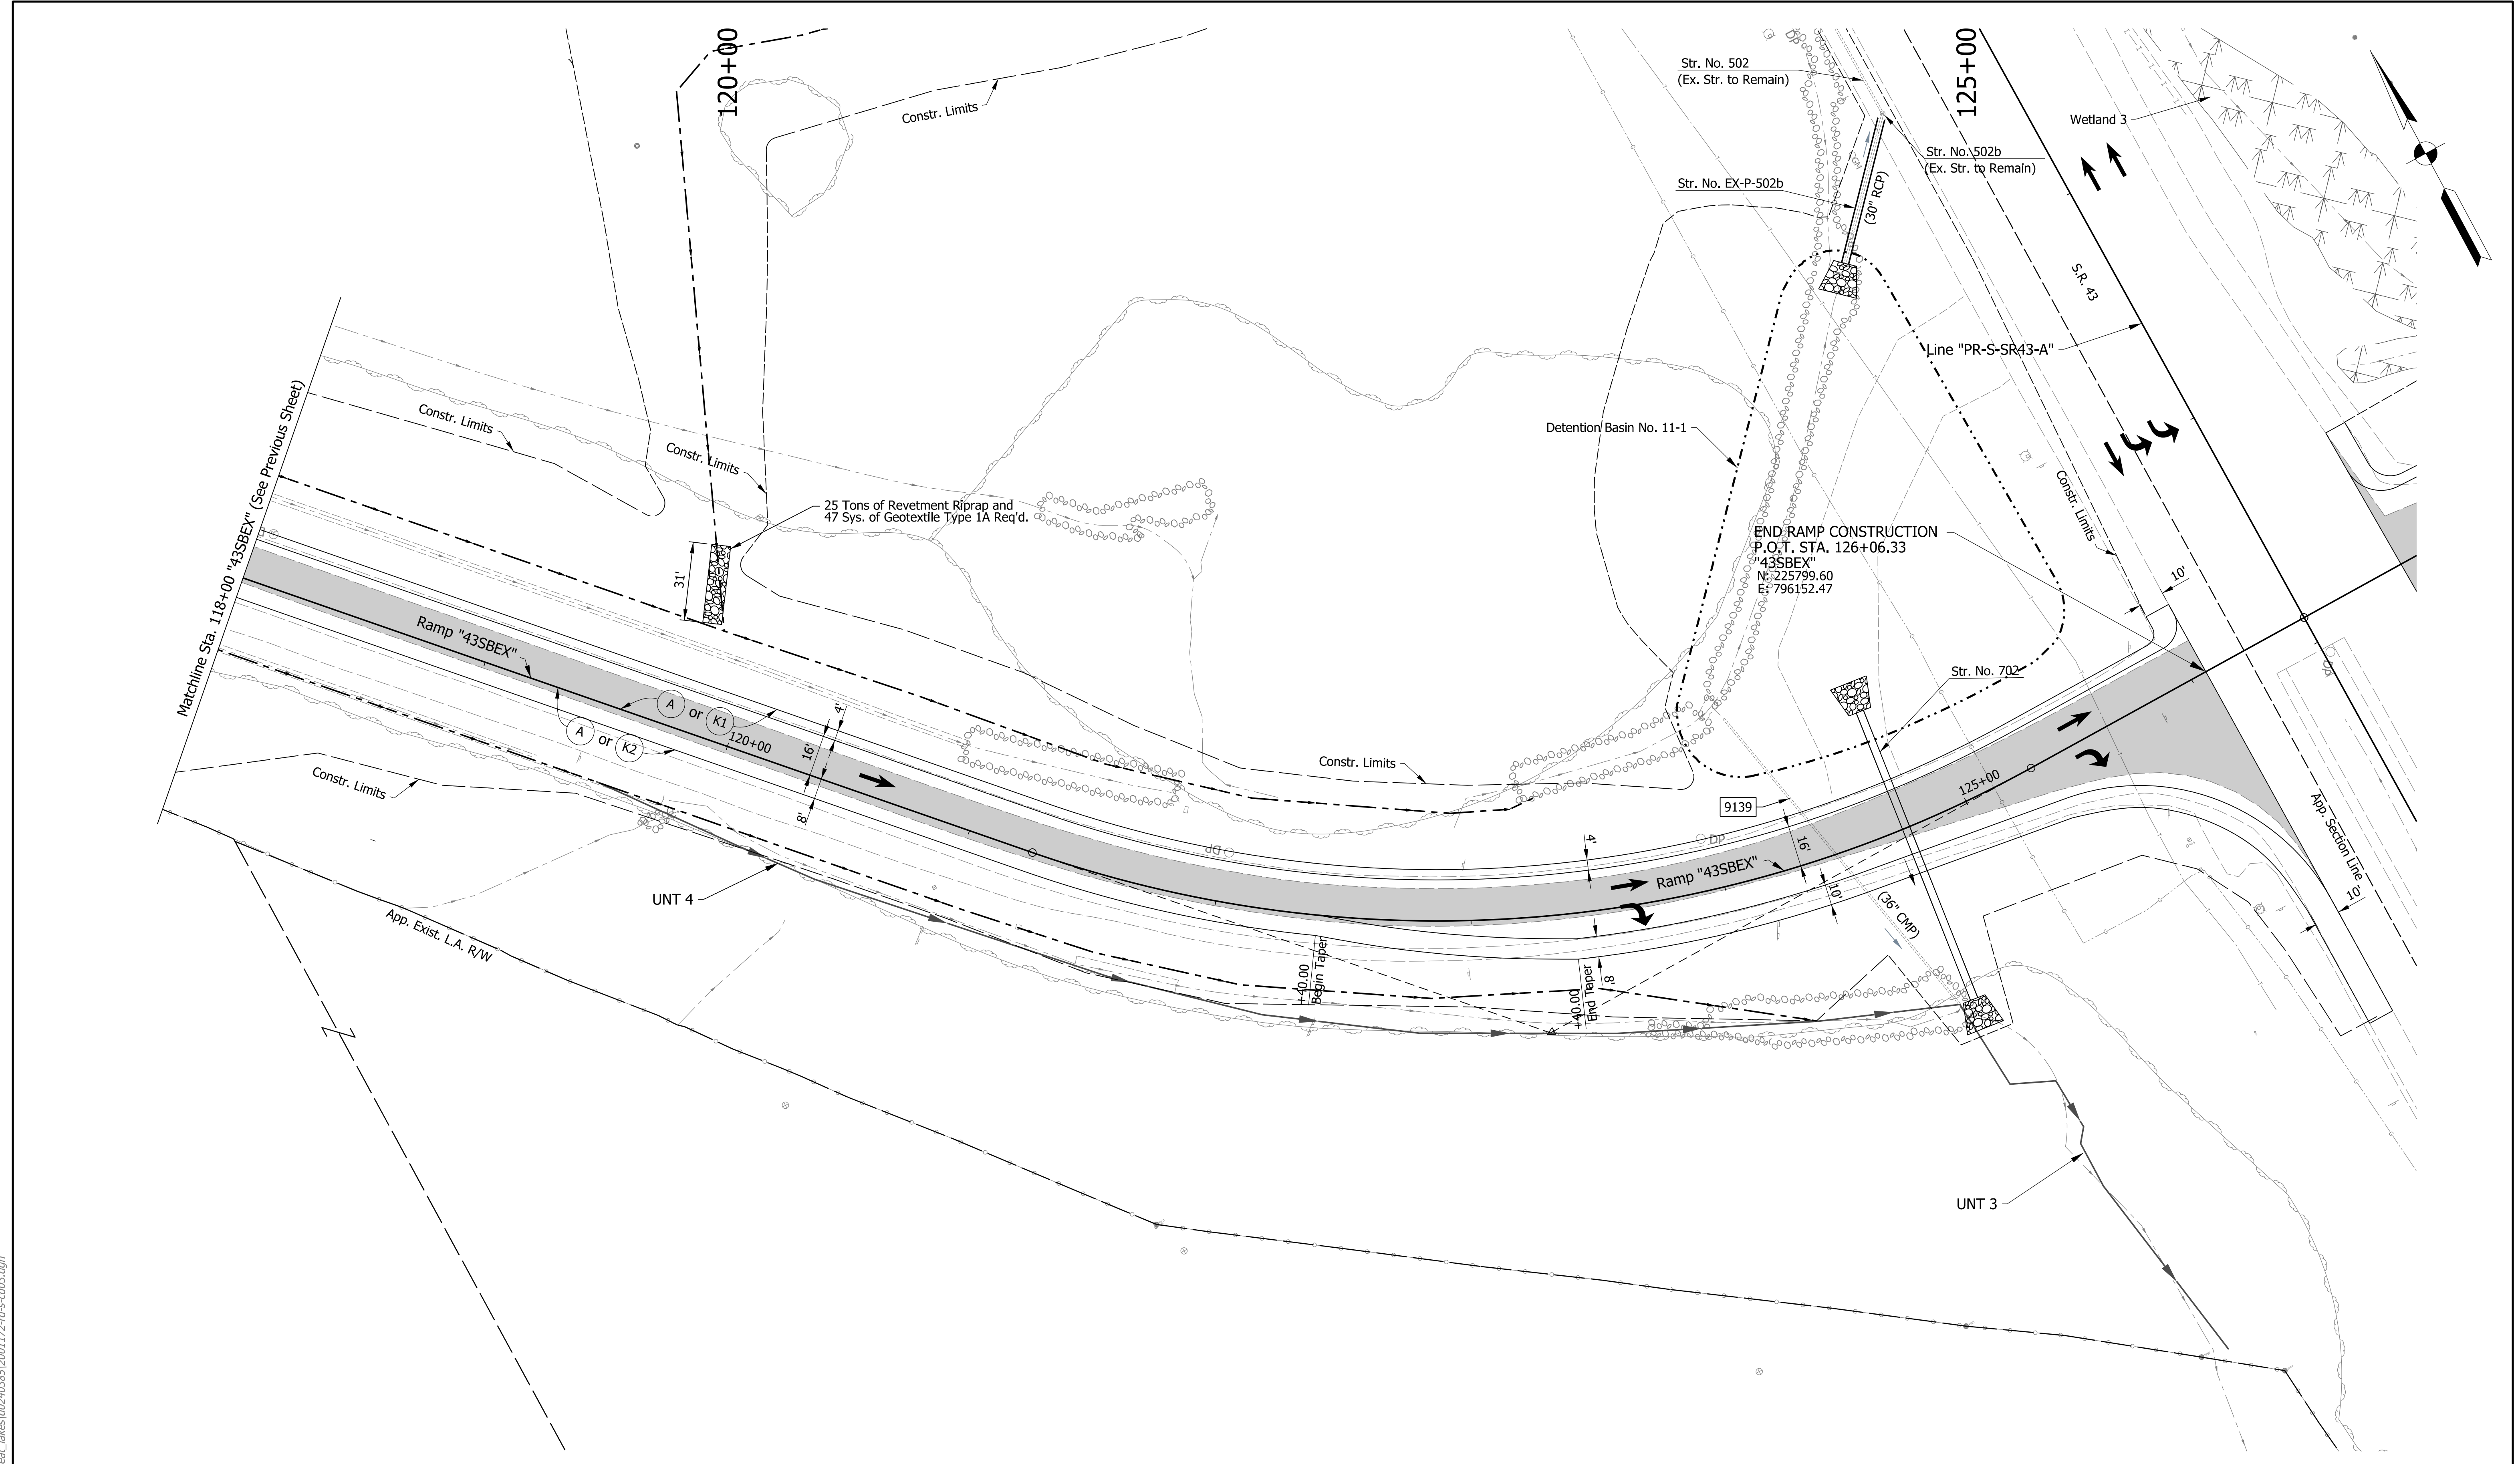 120+00
125+00
Str. No. 502
(Ex. Str. to Remain)
Constr. Limits
Wetland 3
Str. No. 502b
(Ex. Str. to Remain)
Str. No. EX-P-502b
(30" RCP)
S.R. 43
Line "PR-S-SR43-A"
Matchline Sta. 118+00 "43SBEX" (See Previous Sheet)
Constr. Limits
Constr. Limits
Detention Basin No. 11-1
25 Tons of Revetment Riprap and
47 Sys. of Geotextile Type 1A Req'd.
31'
Constr. Limits
END RAMP CONSTRUCTION
P.O.T. STA. 126+06.33
"43SBEX"
N: 225799.60
E: 796152.47
10'
Ramp "43SBEX"
Str. No. 702
DP
A or K1
A or K2
120+00
4'
16'
8'
Constr. Limits
Constr. Limits
125+00
9139
App. Section Line
DP
DP
4'
16'
Ramp "43SBEX"
10'
10'
UNT 4
(36" CMP)
App. Exist. L.A. R/W
+40.00
Begin Taper
+40.00
End Taper
8'
UNT 3